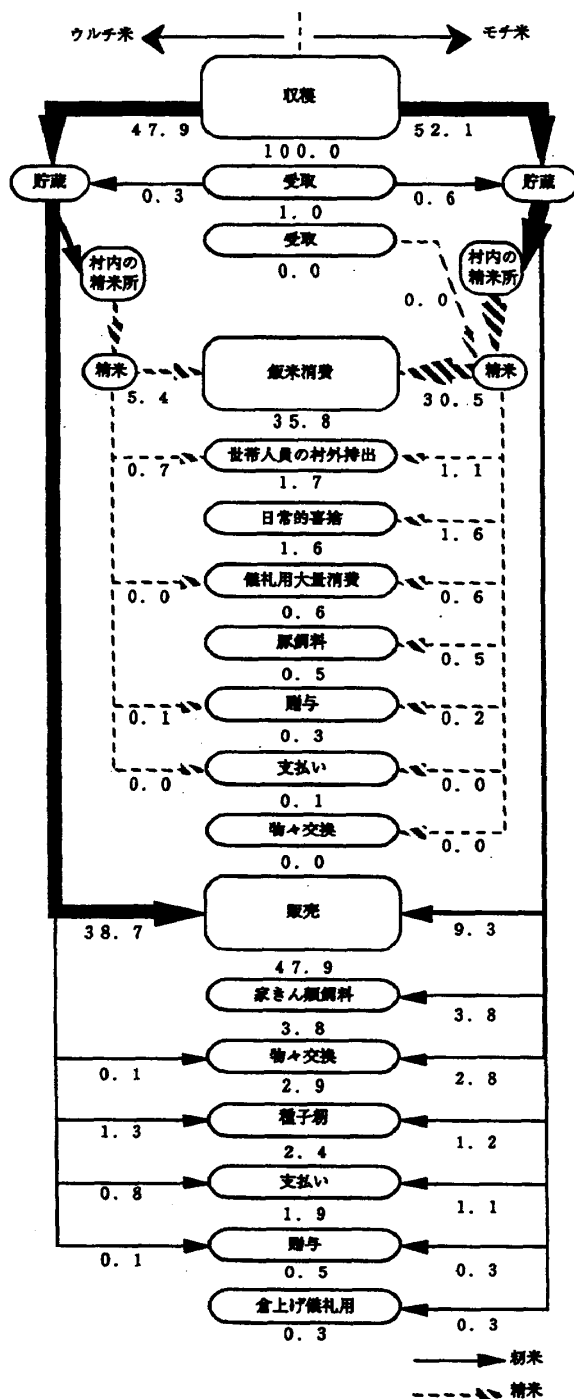 ウルチ米 モチ米
収穫
47.9 52.1
100.0
貯蔵 受取 貯蔵
0.3 1.0 0.6
受取
0.0 0.0
村内の精米所 村内の精米所
精米 飯米消費 精米
5.4 35.8 30.5
世帯人員の村外持出
0.7 1.7 1.1
日常的喜捨
1.6 1.6
儀礼用大量消費
0.0 0.6 0.6
豚飼料
0.5 0.5
贈与
0.1 0.3 0.2
支払い
0.0 0.1 0.0
物々交換
0.0 0.0
販売
38.7 9.3
47.9
家きん類飼料
3.8 3.8
物々交換
0.1 2.9 2.8
種子籾
1.3 2.4 1.2
支払い
0.8 1.9 1.1
贈与
0.1 0.5 0.3
倉上げ儀礼用
0.3 0.3
籾米
精米